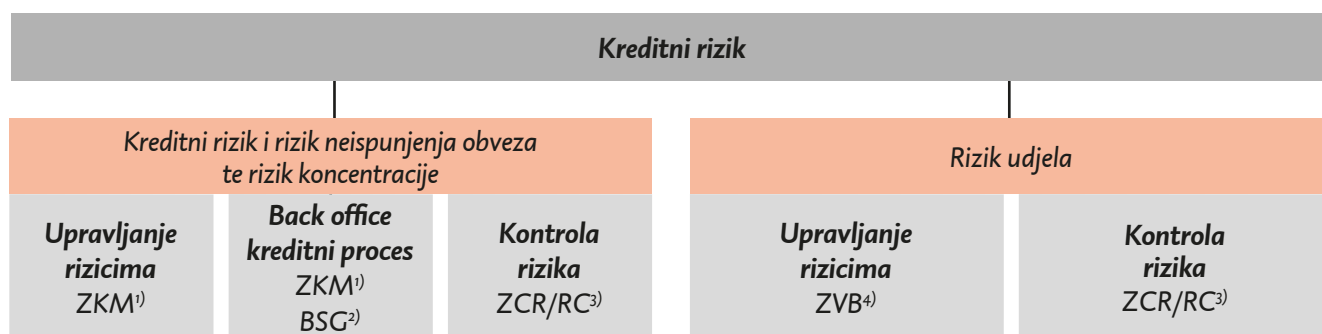 Kreditni rizik
Kreditni rizik i rizik neispunjenja obveza
te rizik koncentracije
Rizik udjela
Upravljanje
rizicima
ZKM¹⁾
Back office
kreditni proces
ZKM¹⁾
BSG²⁾
Kontrola
rizika
ZCR/RC³⁾
Upravljanje
rizicima
ZVB⁴⁾
Kontrola
rizika
ZCR/RC³⁾